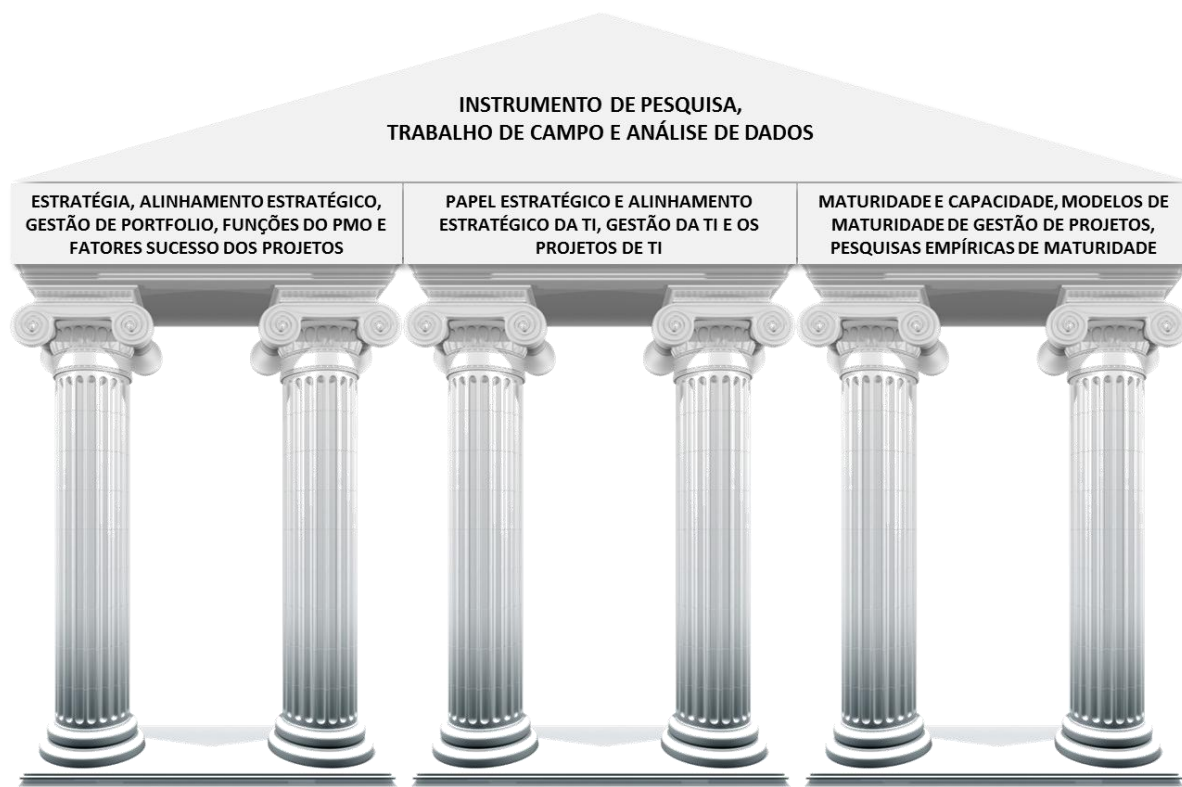 INSTRUMENTO DE PESQUISA,
TRABALHO DE CAMPO E ANÁLISE DE DADOS
ESTRATÉGIA, ALINHAMENTO ESTRATÉGICO,
GESTÃO DE PORTFOLIO, FUNÇÕES DO PMO E
FATORES SUCESSO DOS PROJETOS
PAPEL ESTRATÉGICO E ALINHAMENTO
ESTRATÉGICO DA TI, GESTÃO DA TI E OS
PROJETOS DE TI
MATURIDADE E CAPACIDADE, MODELOS DE
MATURIDADE DE GESTÃO DE PROJETOS,
PESQUISAS EMPÍRICAS DE MATURIDADE